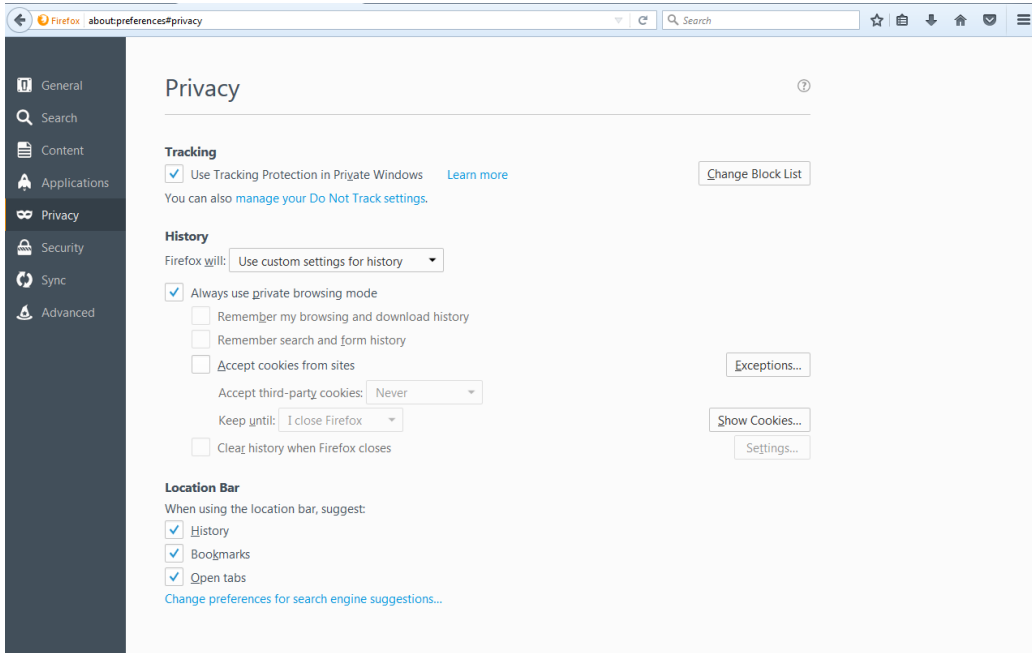 Firefox about:preferences#privacy Search
General
Search
Content
Applications
Privacy
Security
Sync
Advanced
Privacy
Tracking
Use Tracking Protection in Private Windows Learn more Change Block List
You can also manage your Do Not Track settings.
History
Firefox will: Use custom settings for history
Always use private browsing mode
Remember my browsing and download history
Remember search and form history
Accept cookies from sites Exceptions...
Accept third-party cookies: Never
Keep until: I close Firefox Show Cookies...
Clear history when Firefox closes Settings...
Location Bar
When using the location bar, suggest:
History
Bookmarks
Open tabs
Change preferences for search engine suggestions...